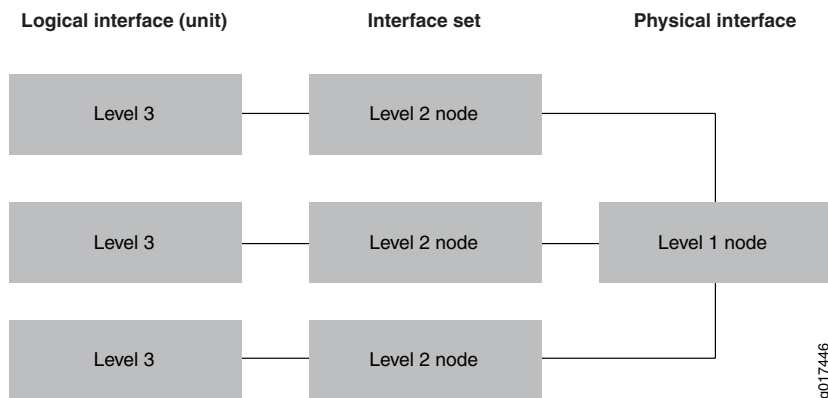 Logical interface (unit) Interface set Physical interface
Level 3 Level 2 node
Level 3 Level 2 node Level 1 node
Level 3 Level 2 node
g017446